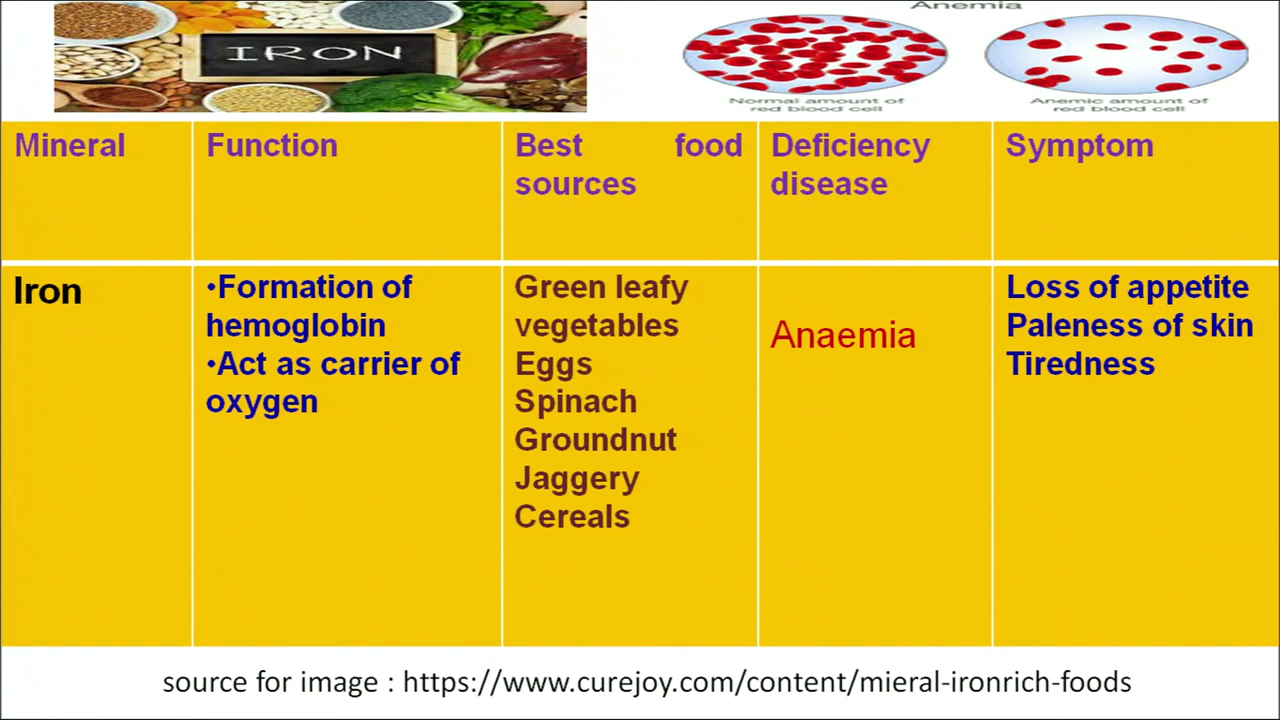 IRON
Anemia
Normal amount of
red blood cell
Anemic amount of
red blood cell
Mineral
Function
Best food
sources
Deficiency
disease
Symptom
Iron
•Formation of
hemoglobin
•Act as carrier of
oxygen
Green leafy
vegetables
Eggs
Spinach
Groundnut
Jaggery
Cereals
Anaemia
Loss of appetite
Paleness of skin
Tiredness
source for image : https://www.curejoy.com/content/mieral-ironrich-foods